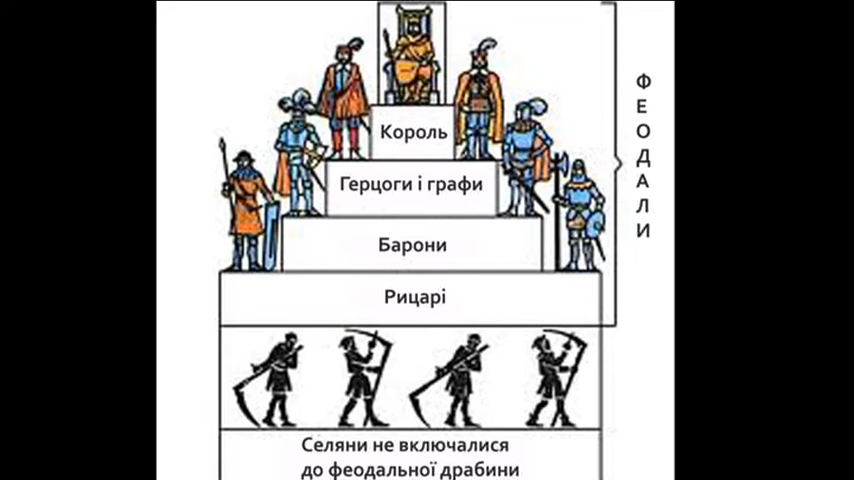 Король
Герцоги і графи
Барони
Рицарі
Селяни не включалися
до феодальної драбини
ФЕОДАЛИ